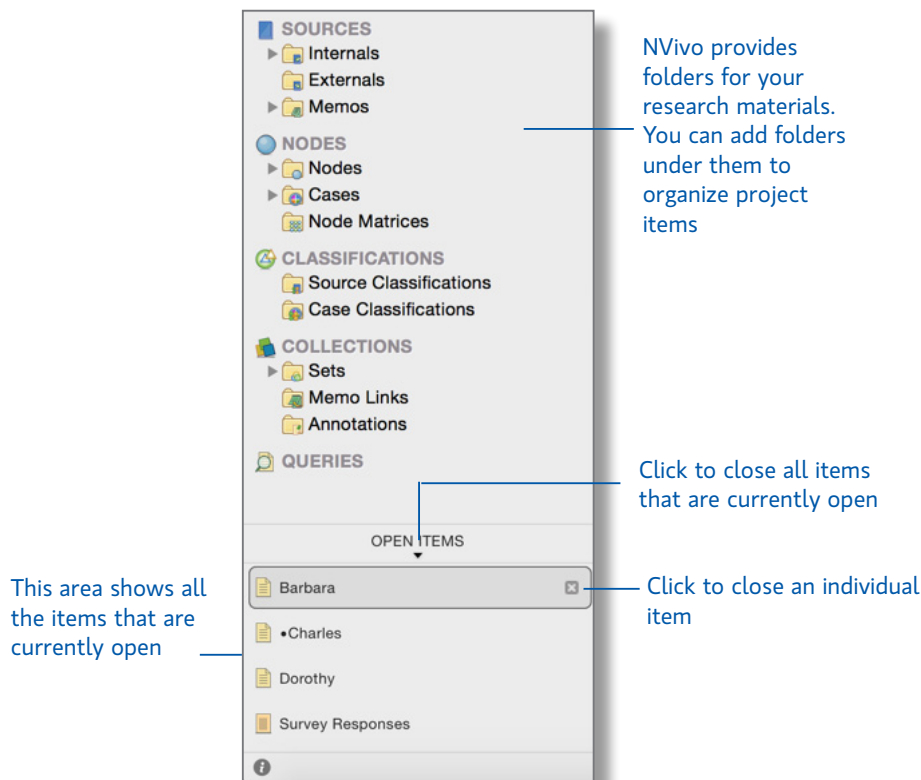 SOURCES
Internals
Externals
Memos
NODES
Nodes
Cases
Node Matrices
CLASSIFICATIONS
Source Classifications
Case Classifications
COLLECTIONS
Sets
Memo Links
Annotations
QUERIES
OPEN ITEMS
Barbara
•Charles
Dorothy
Survey Responses
NVivo provides
folders for your
research materials.
You can add folders
under them to
organize project
items
Click to close all items
that are currently open
Click to close an individual
item
This area shows all
the items that are
currently open